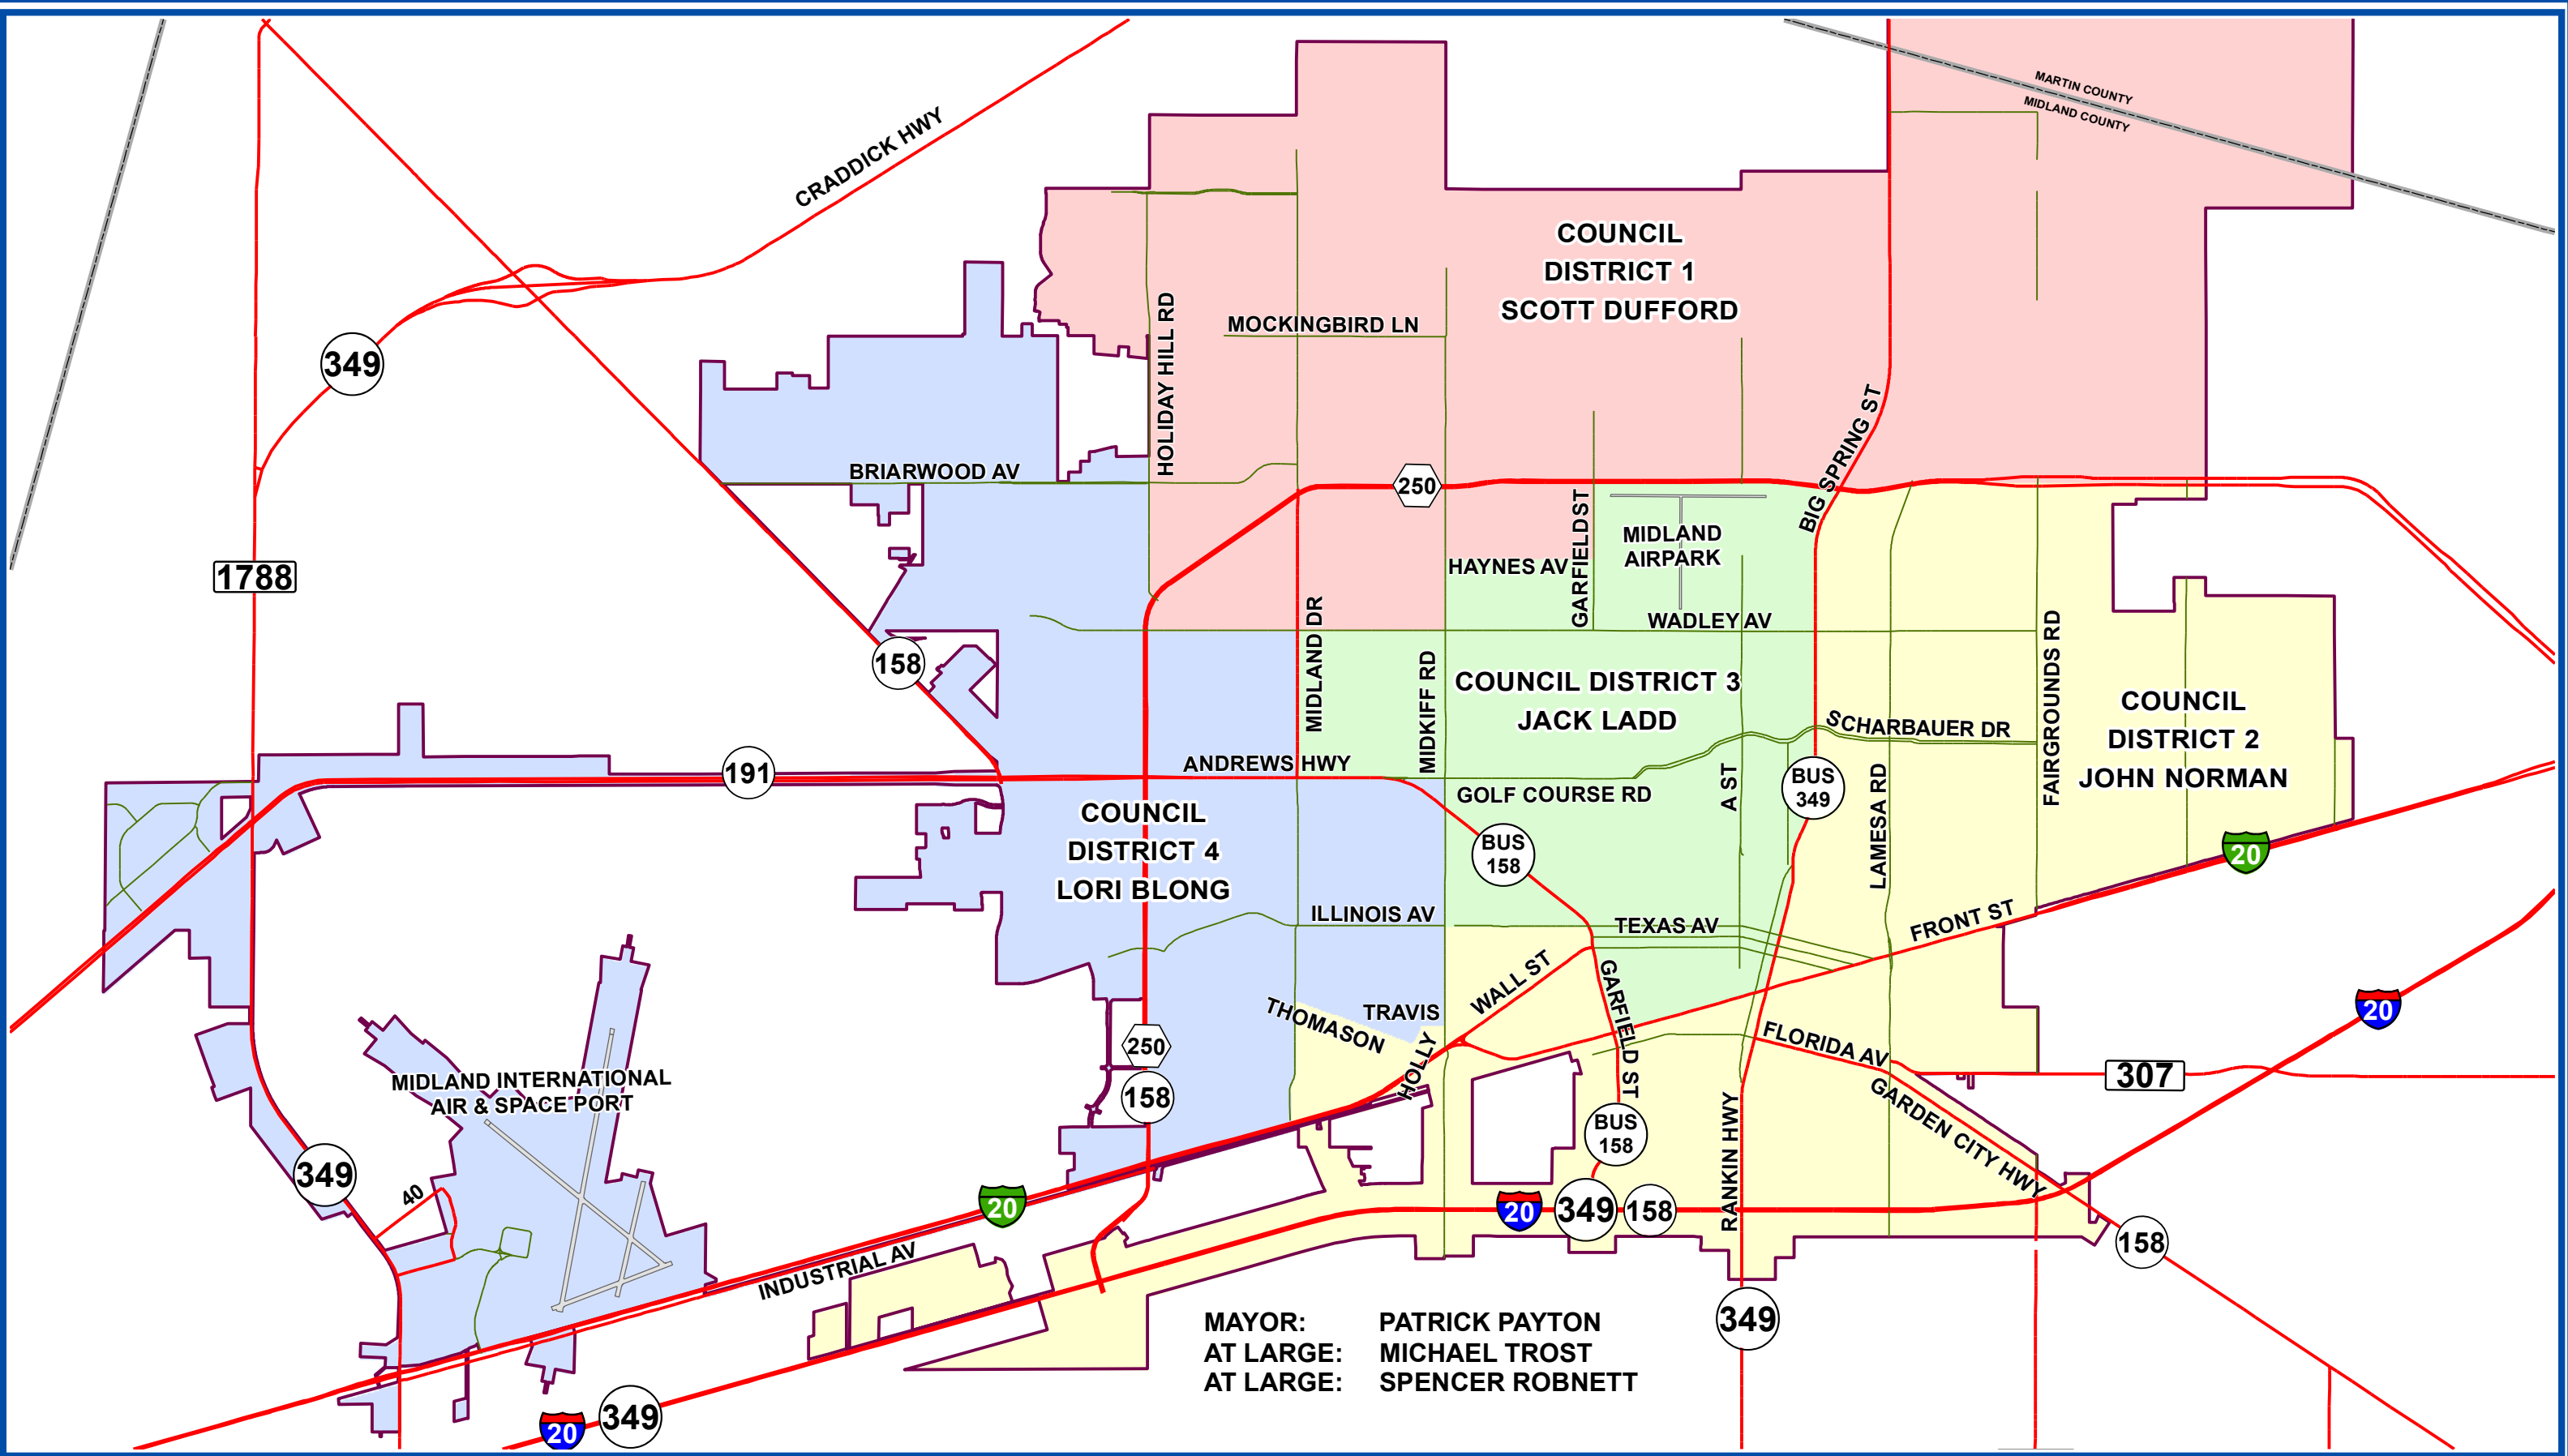 MARTIN COUNTY
MIDLAND COUNTY
CRADDICK HWY
COUNCIL
DISTRICT 1
SCOTT DUFFORD
MOCKINGBIRD LN
HOLIDAY HILL RD
349
BIG SPRING ST
BRIARWOOD AV
250
GARFIELDST
MIDLAND
AIRPARK
HAYNES AV
1788
WADLEY AV
158
MIDLAND DR
MIDKIFF RD
COUNCIL DISTRICT 3
JACK LADD
FAIRGROUNDS RD
COUNCIL
DISTRICT 2
JOHN NORMAN
SCHARBAUER DR
191
ANDREWS HWY
GOLF COURSE RD
A ST
BUS
349
LAMESA RD
COUNCIL
DISTRICT 4
LORI BLONG
BUS
158
20
ILLINOIS AV
TEXAS AV
FRONT ST
WALL ST
GARFIELD ST
THOMASON
TRAVIS
HOLLY
20
250
158
FLORIDA AV
307
GARDEN CITY HWY
MIDLAND INTERNATIONAL
AIR & SPACE PORT
BUS
158
RANKIN HWY
349
40
20
20
349
158
158
INDUSTRIAL AV
349
MAYOR: PATRICK PAYTON
AT LARGE: MICHAEL TROST
AT LARGE: SPENCER ROBNETT
20
349